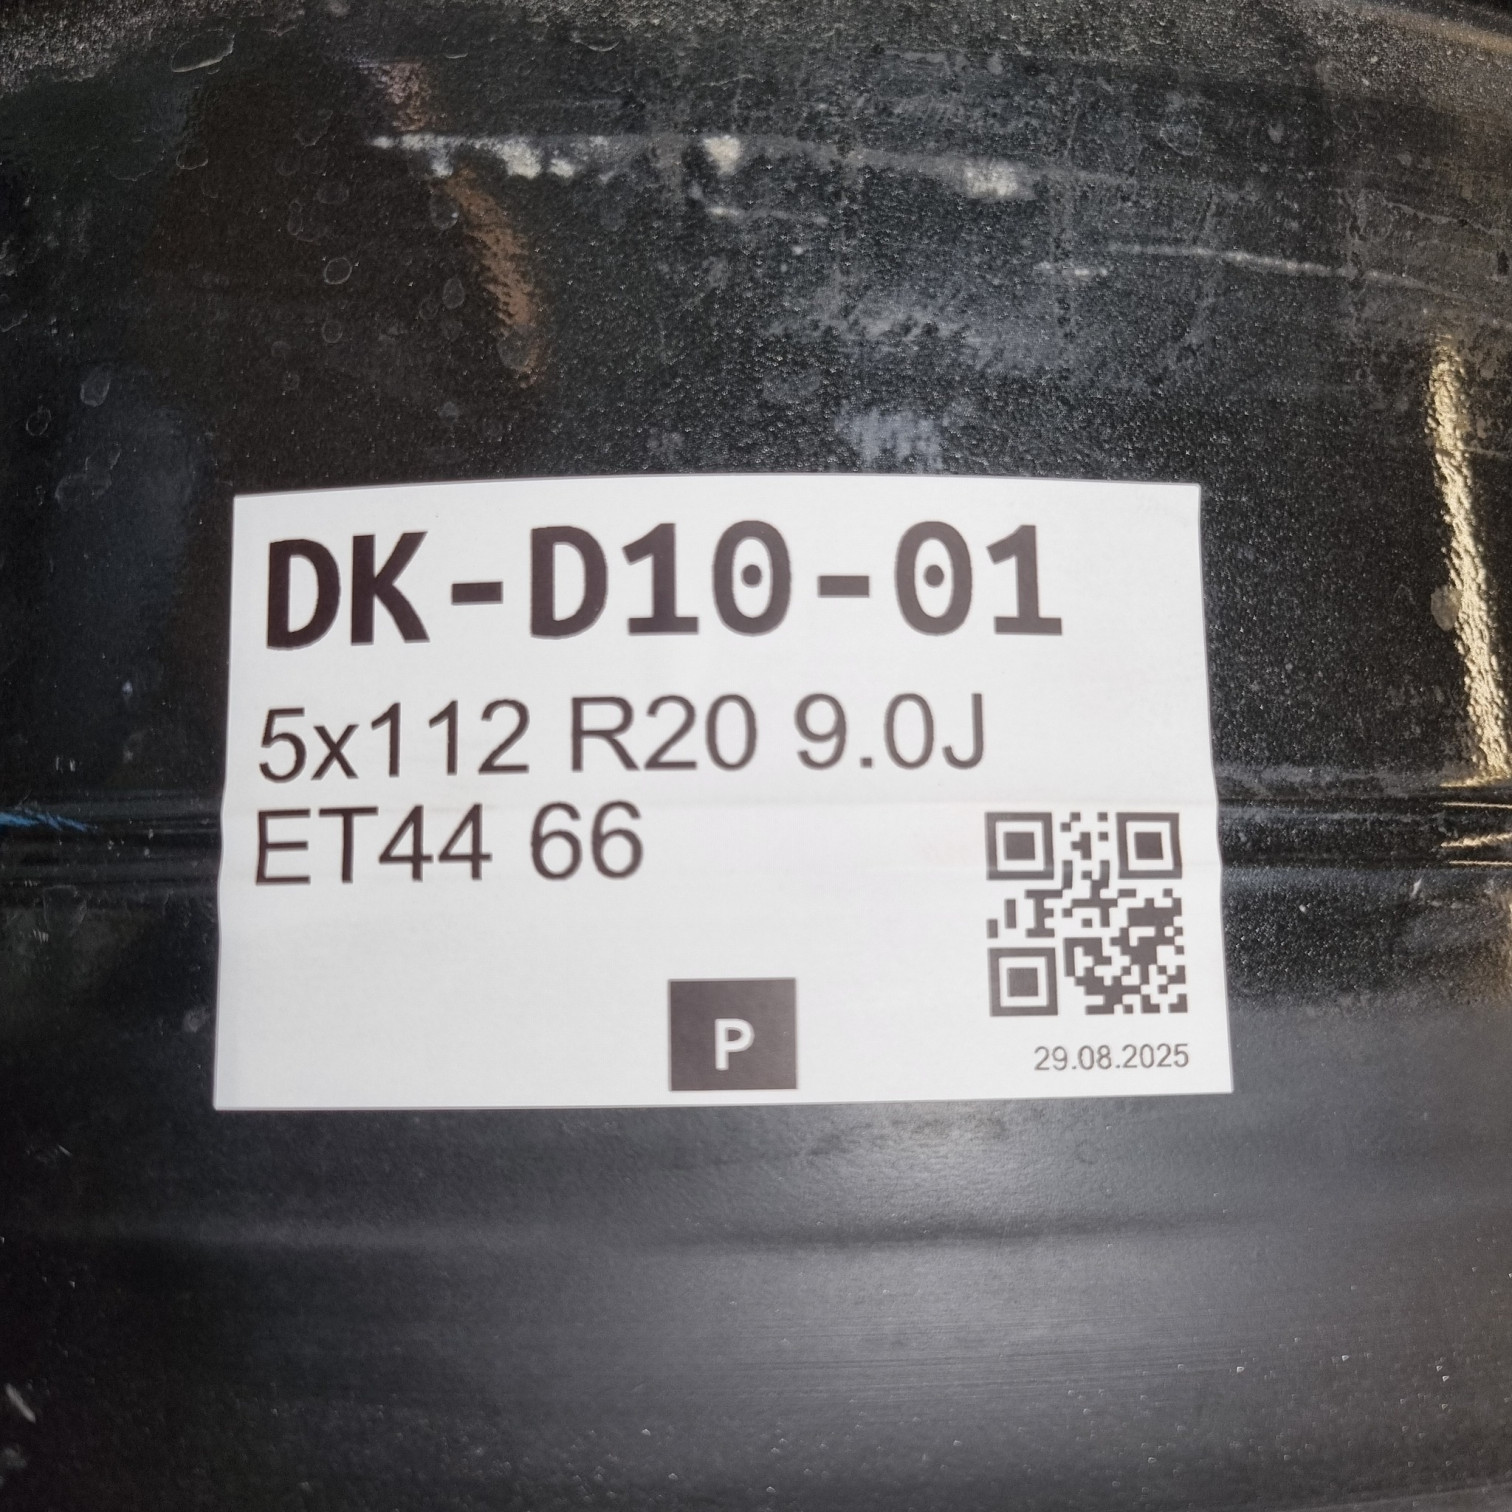 DK-D10-01
5x112 R20 9.0J
ET44 66
P
29.08.2025